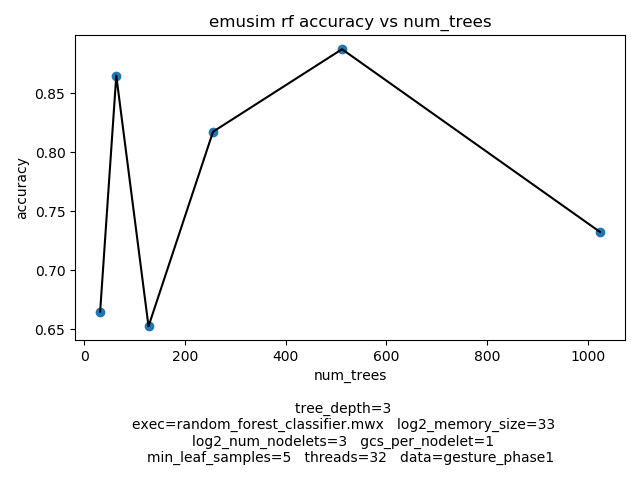 emusim rf accuracy vs num_trees
accuracy
0.85
0.80
0.75
0.70
0.65
0 200 400 600 800 1000
num_trees
tree_depth=3
exec=random_forest_classifier.mwx log2_memory_size=33
log2_num_nodelets=3 gcs_per_nodelet=1
min_leaf_samples=5 threads=32 data=gesture_phase1